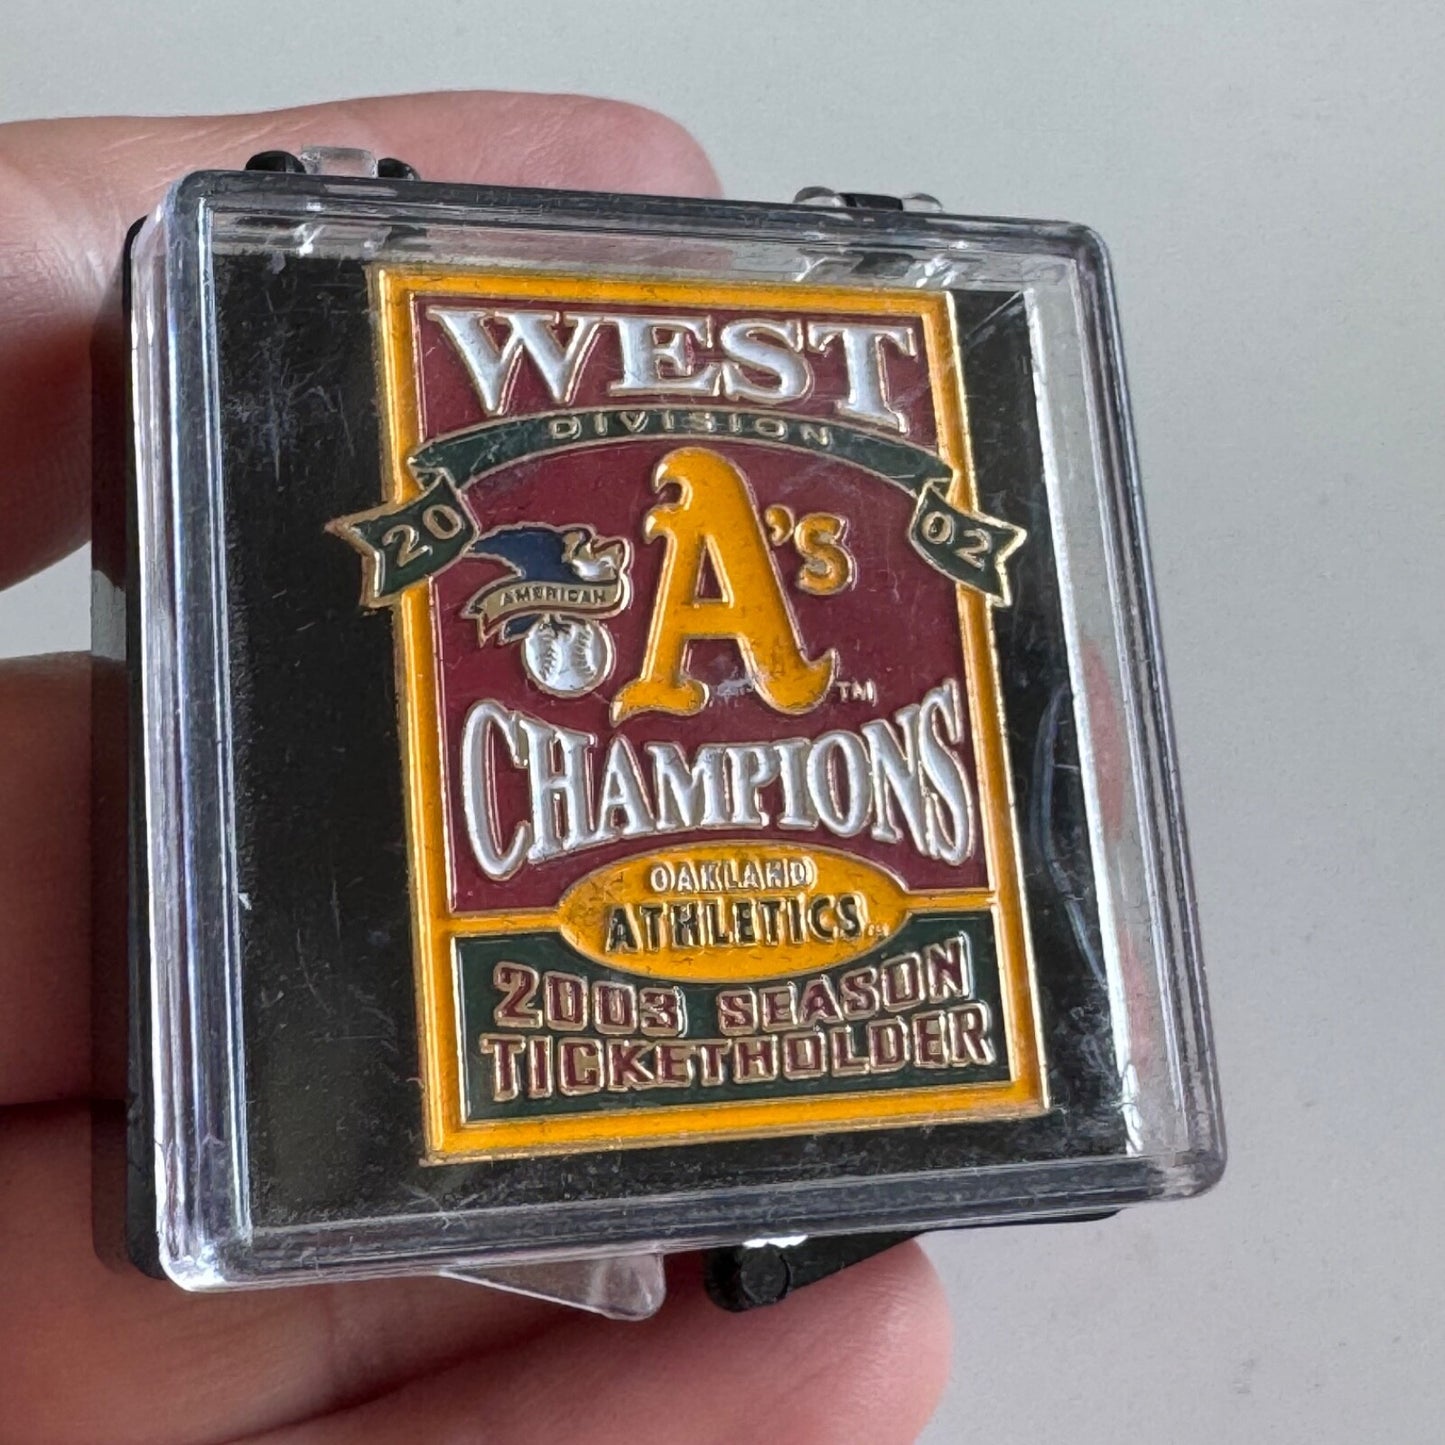 WEST
DIVISION
20 02
AMERICAN
A's
TM
CHAMPIONS
OAKLAND
ATHLETICS
2003 SEASON
TICKETHOLDER